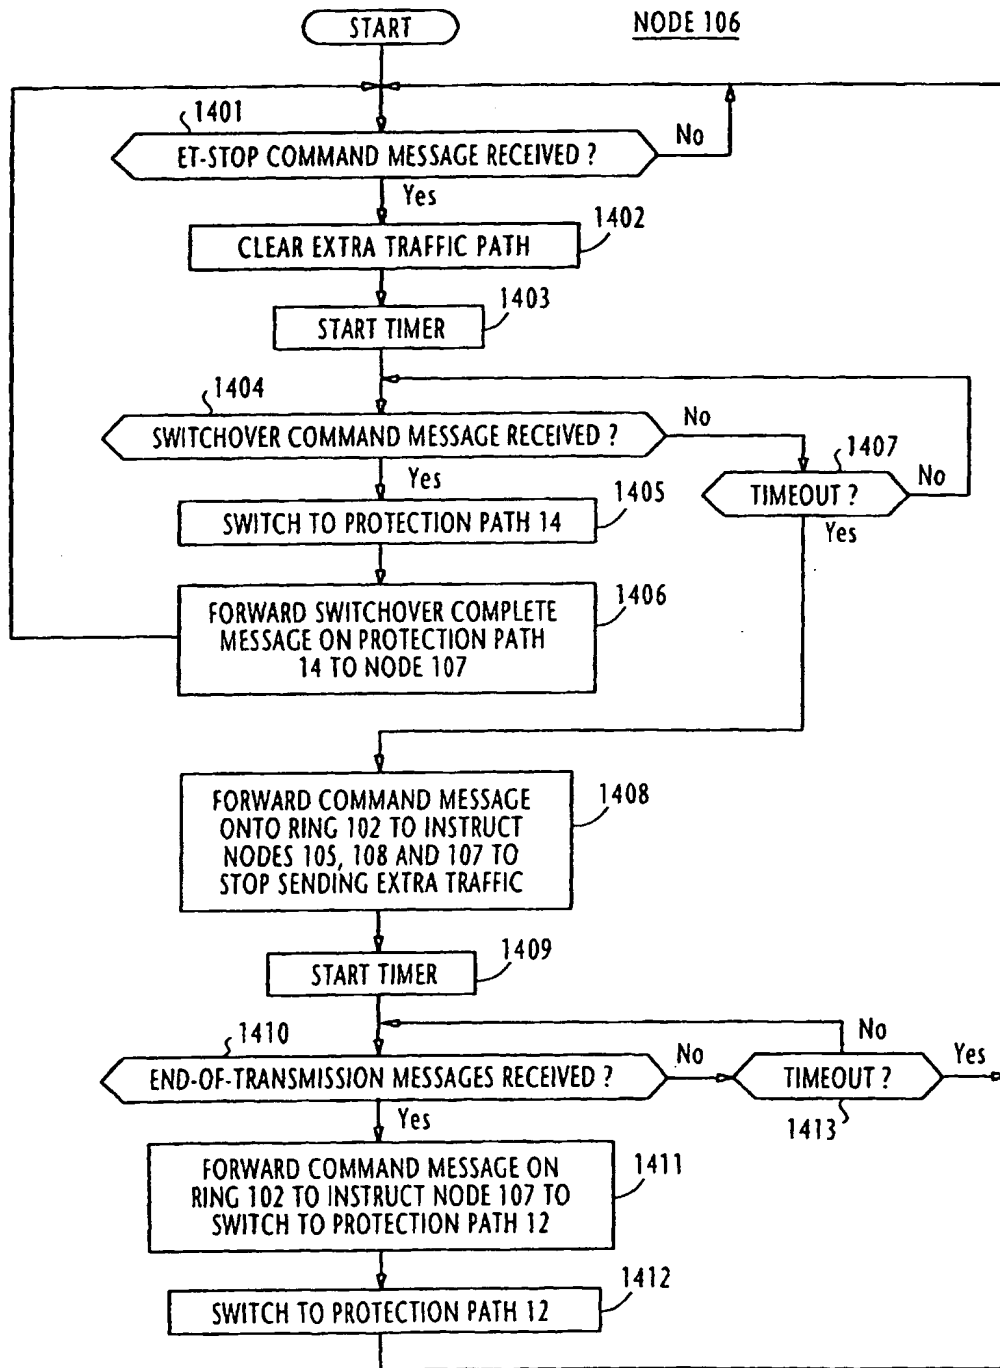 START
NODE 106
1401
ET-STOP COMMAND MESSAGE RECEIVED ?
No
Yes
1402
CLEAR EXTRA TRAFFIC PATH
1403
START TIMER
1404
SWITCHOVER COMMAND MESSAGE RECEIVED ?
No
1407
TIMEOUT ?
No
Yes
Yes
1405
SWITCH TO PROTECTION PATH 14
1406
FORWARD SWITCHOVER COMPLETE
MESSAGE ON PROTECTION PATH
14 TO NODE 107
1408
FORWARD COMMAND MESSAGE
ONTO RING 102 TO INSTRUCT
NODES 105, 108 AND 107 TO
STOP SENDING EXTRA TRAFFIC
1409
START TIMER
1410
END-OF-TRANSMISSION MESSAGES RECEIVED ?
No
No
TIMEOUT ?
Yes
1413
Yes
1411
FORWARD COMMAND MESSAGE ON
RING 102 TO INSTRUCT NODE 107 TO
SWITCH TO PROTECTION PATH 12
1412
SWITCH TO PROTECTION PATH 12